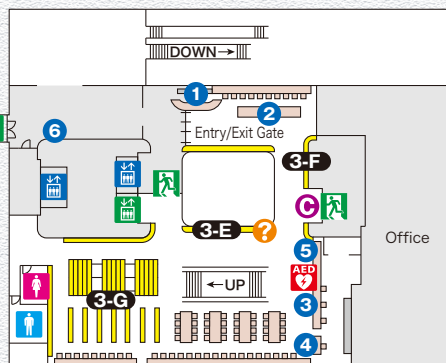 DOWN→
1
2
Entry/Exit Gate
6
3-F
C
3-E
?
Office
5
AED
←UP
3-G
3
4